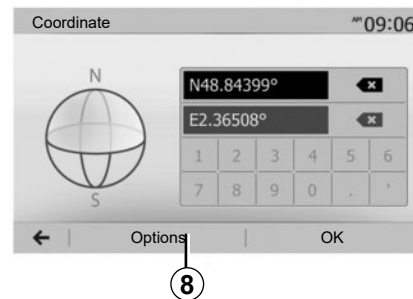 Coordinate AM 09:06
N
S
N48.84399°
E2.36508°
1 2 3 4 5 6
7 8 9 0 . '
Options OK
8